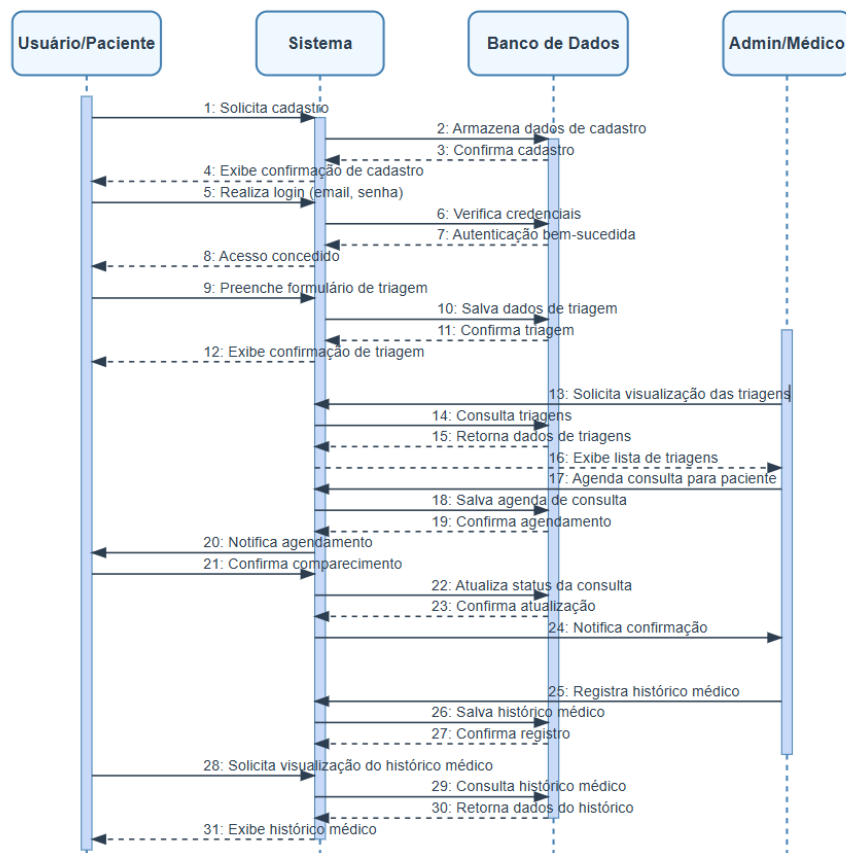 Usuário/Paciente
Sistema
Banco de Dados
Admin/Médico
1: Solicita cadastro
2: Armazena dados de cadastro
3: Confirma cadastro
4: Exibe confirmação de cadastro
5: Realiza login (email, senha)
6: Verifica credenciais
7: Autenticação bem-sucedida
8: Acesso concedido
9: Preenche formulário de triagem
10: Salva dados de triagem
11: Confirma triagem
12: Exibe confirmação de triagem
13: Solicita visualização das triagens
14: Consulta triagens
15: Retorna dados de triagens
16: Exibe lista de triagens
17: Agenda consulta para paciente
18: Salva agenda de consulta
19: Confirma agendamento
20: Notifica agendamento
21: Confirma comparecimento
22: Atualiza status da consulta
23: Confirma atualização
24: Notifica confirmação
25: Registra histórico médico
26: Salva histórico médico
27: Confirma registro
28: Solicita visualização do histórico médico
29: Consulta histórico médico
30: Retorna dados do histórico
31: Exibe histórico médico